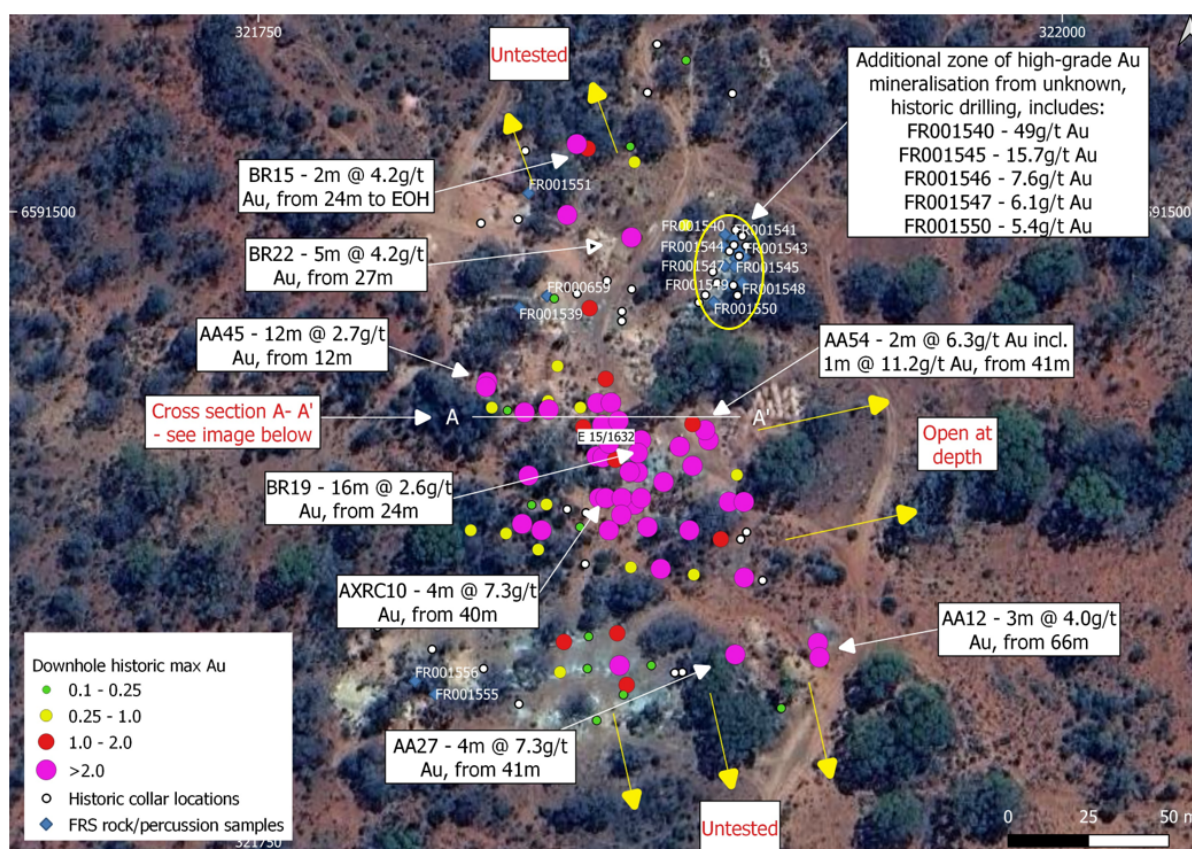 321750
322000
Untested
Additional zone of high-grade Au
mineralisation from unknown,
historic drilling, includes:
FR001540 - 49g/t Au
FR001545 - 15.7g/t Au
FR001546 - 7.6g/t Au
FR001547 - 6.1g/t Au
FR001550 - 5.4g/t Au
BR15 - 2m @ 4.2g/t
Au, from 24m to EOH
FR001551
6591500
6591500
FR001540
FR001541
FR001544
FR001543
FR001547
FR001545
FR001549
FR001548
FR001550
BR22 - 5m @ 4.2g/t
Au, from 27m
FR000659
FR001539
AA45 - 12m @ 2.7g/t
Au, from 12m
AA54 - 2m @ 6.3g/t Au incl.
1m @ 11.2g/t Au, from 41m
Cross section A- A'
- see image below
A
A'
E 15/1632
Open at
depth
BR19 - 16m @ 2.6g/t
Au, from 24m
AXRC10 - 4m @ 7.3g/t
Au, from 40m
AA12 - 3m @ 4.0g/t
Au, from 66m
FR001556
FR001555
AA27 - 4m @ 7.3g/t
Au, from 41m
Untested
Downhole historic max Au
0.1 - 0.25
0.25 - 1.0
1.0 - 2.0
>2.0
Historic collar locations
FRS rock/percussion samples
321750
0 25 50 m